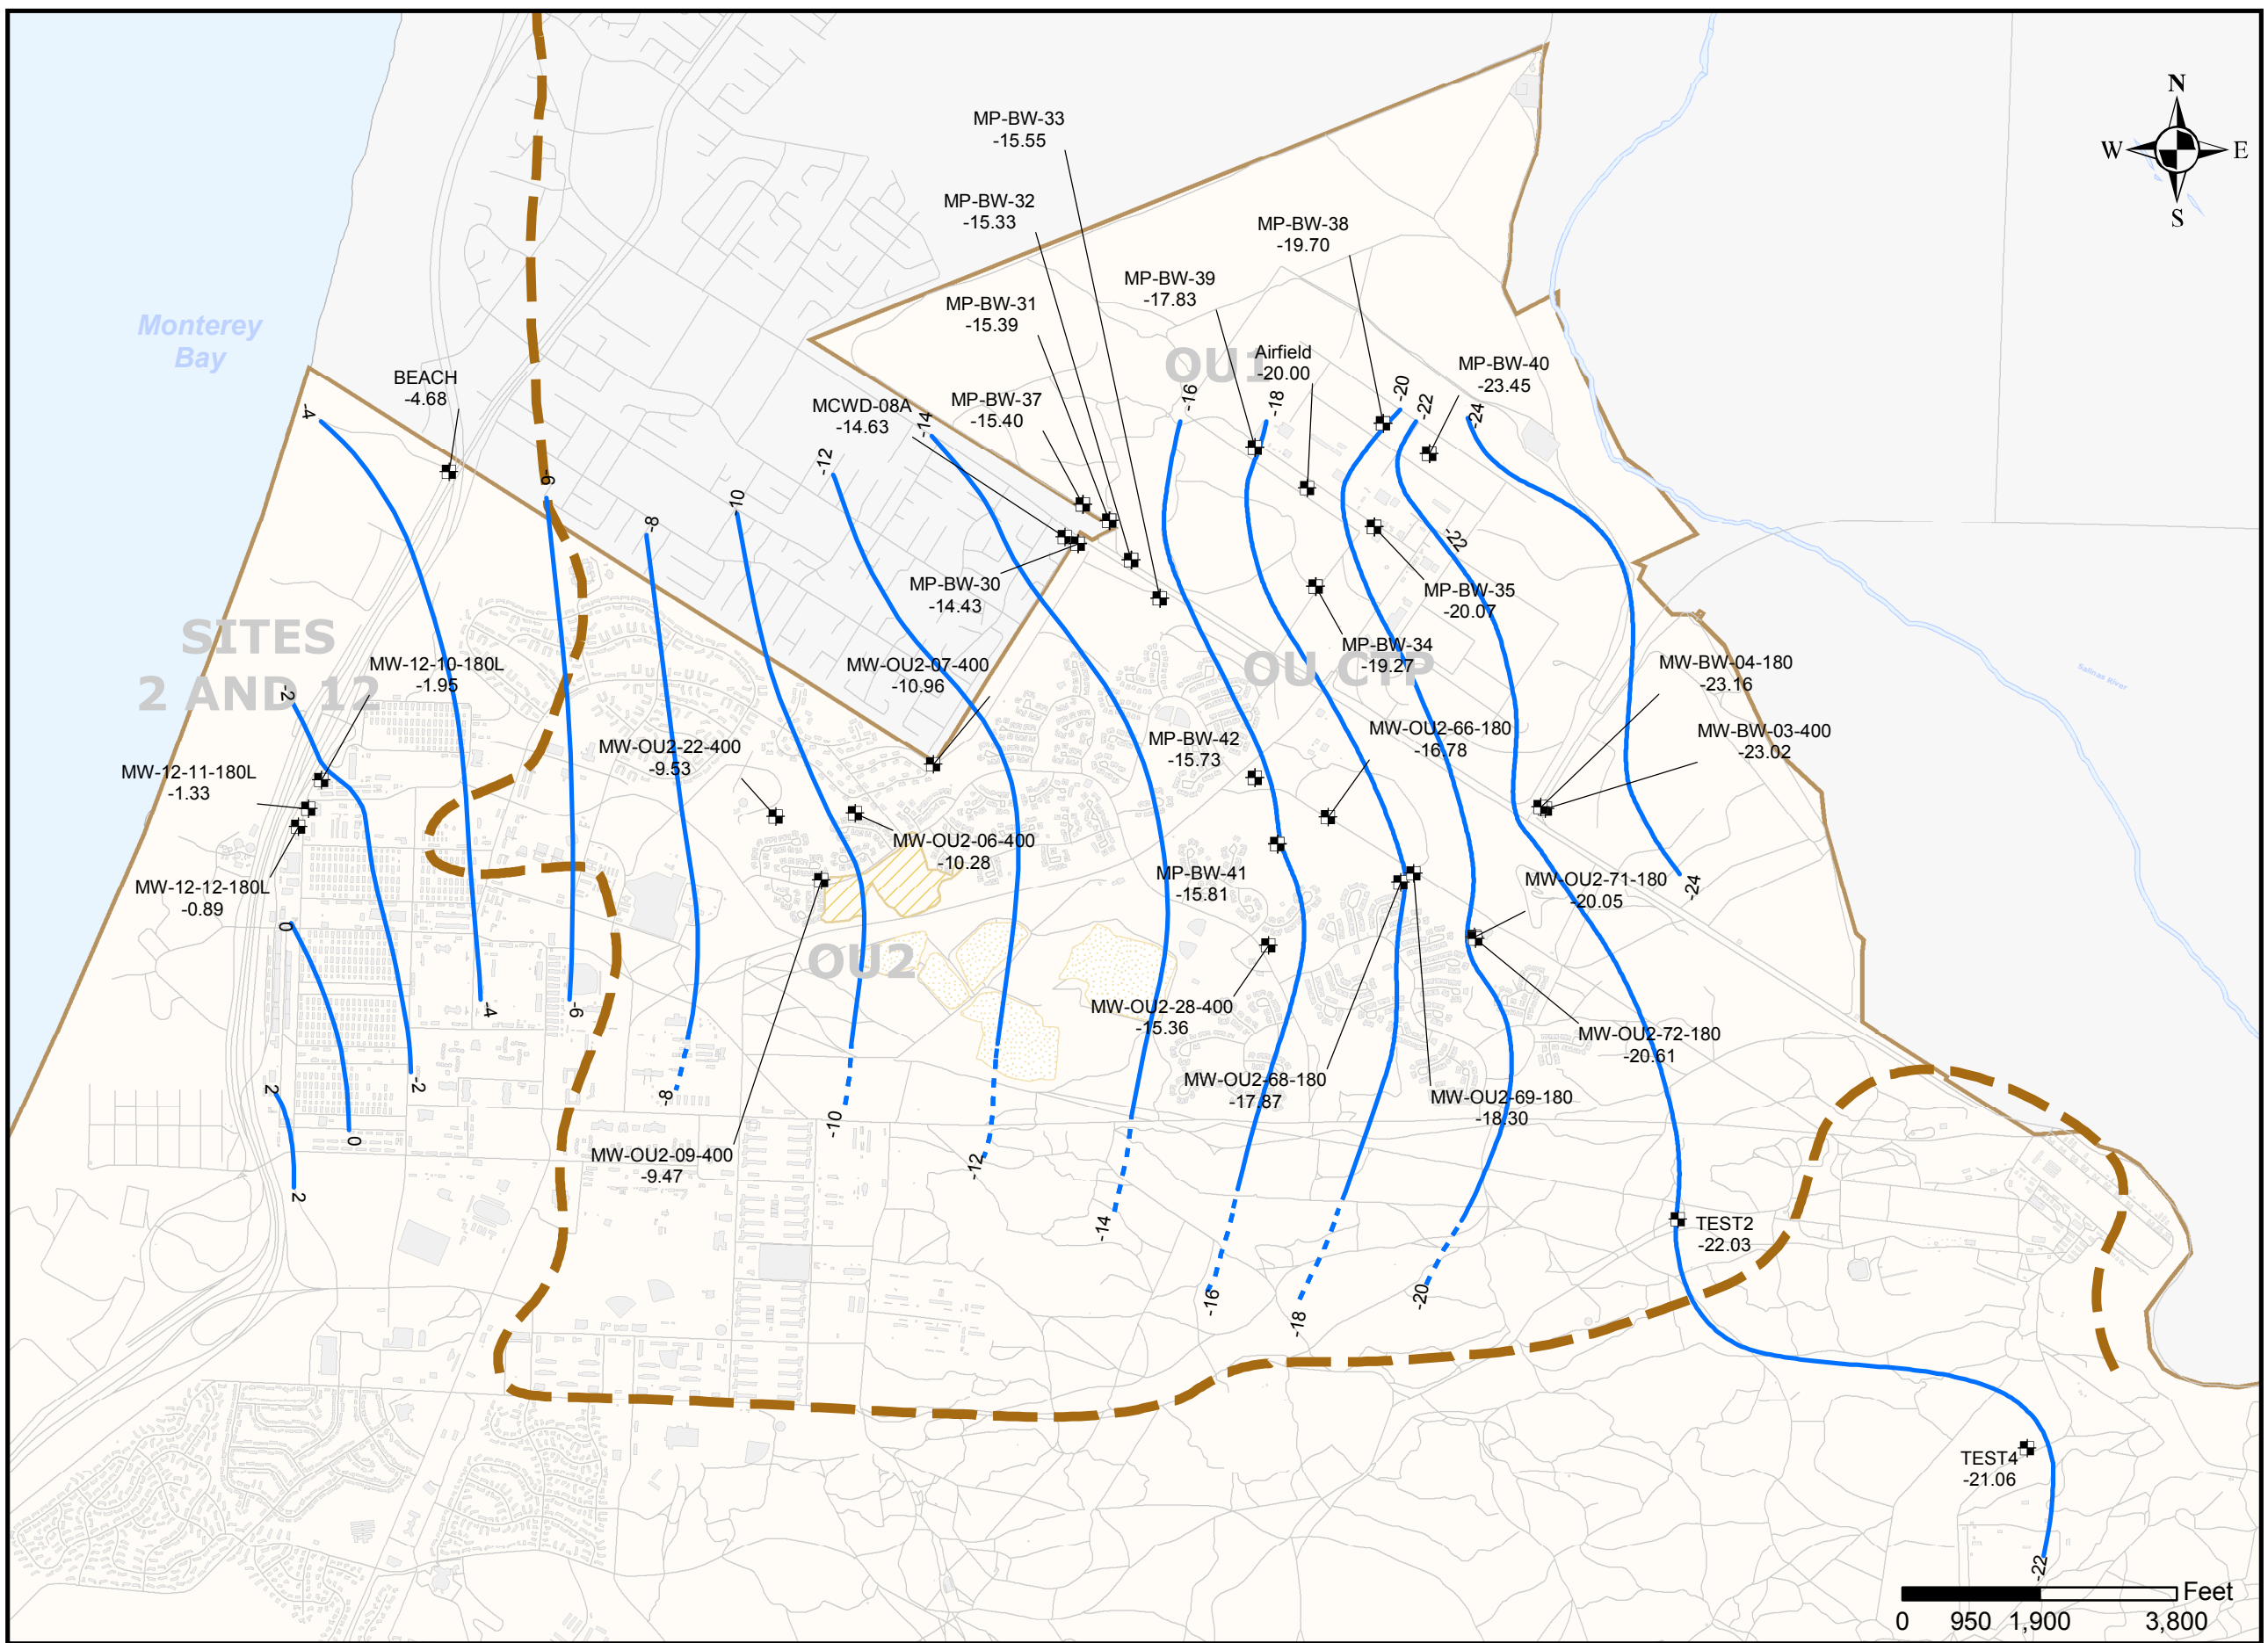 N
W E
S
MP-BW-33
-15.55
MP-BW-32
-15.33
MP-BW-38
-19.70
MP-BW-39
-17.83
MP-BW-31
-15.39
Monterey
Bay
OU1
Airfield
-20.00
MP-BW-40
-23.45
BEACH
-4.68
MP-BW-37
-15.40
MCWD-08A
-14.63
-4
-14
-16
-18
-20
-22
-24
-12
-6
-10
-8
-22
MP-BW-30
-14.43
MP-BW-35
-20.07
SITES
2 AND 12
MP-BW-34
-19.27
OU CTP
MW-12-10-180L
-1.95
-2
MW-OU2-07-400
-10.96
MW-BW-04-180
-23.16
Salinas River
MW-BW-03-400
-23.02
MW-OU2-66-180
-16.78
MP-BW-42
-15.73
MW-OU2-22-400
-9.53
MW-12-11-180L
-1.33
MW-OU2-06-400
-10.28
MW-12-12-180L
-0.89
MP-BW-41
-15.81
MW-OU2-71-180
-20.05
-24
0
OU2
MW-OU2-28-400
-15.36
-4
-6
MW-OU2-72-180
-20.61
MW-OU2-68-180
-17.87
MW-OU2-69-180
-18.30
2
-2
-8
-10
0
MW-OU2-09-400
-9.47
-12
2
-14
TEST2
-22.03
-16
-18
-20
TEST4
-21.06
-22
Feet
0 950 1,900 3,800